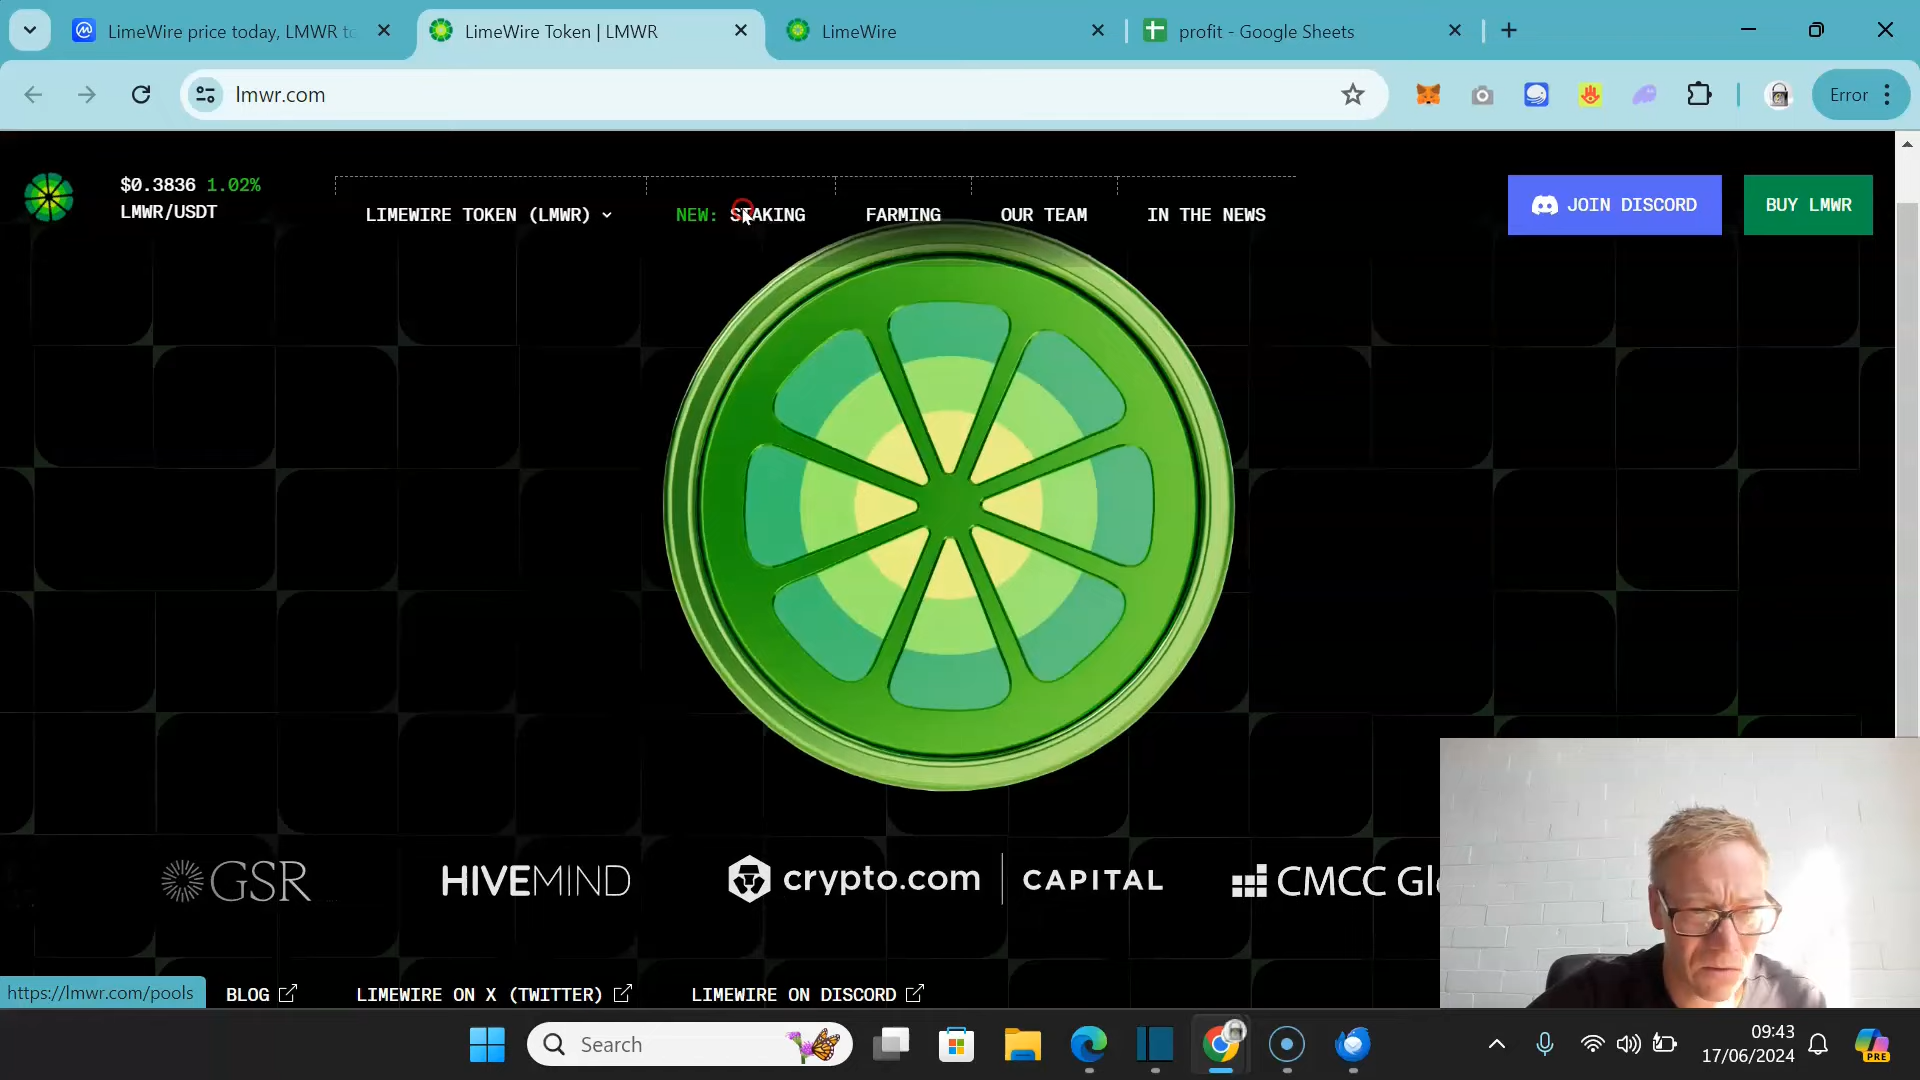 LimeWire price today, LMWR to
LimeWire Token | LMWR
LimeWire
profit - Google Sheets
lmwr.com
Error
$0.3836 1.02%
LMWR/USDT
LIMEWIRE TOKEN (LMWR)
NEW: STAKING
FARMING
OUR TEAM
IN THE NEWS
JOIN DISCORD
BUY LMWR
GSR
HIVEMIND
crypto.com | CAPITAL
CMCC Gl
https://lmwr.com/pools
BLOG
LIMEWIRE ON X (TWITTER)
LIMEWIRE ON DISCORD
Search
09:43
17/06/2024
PRE